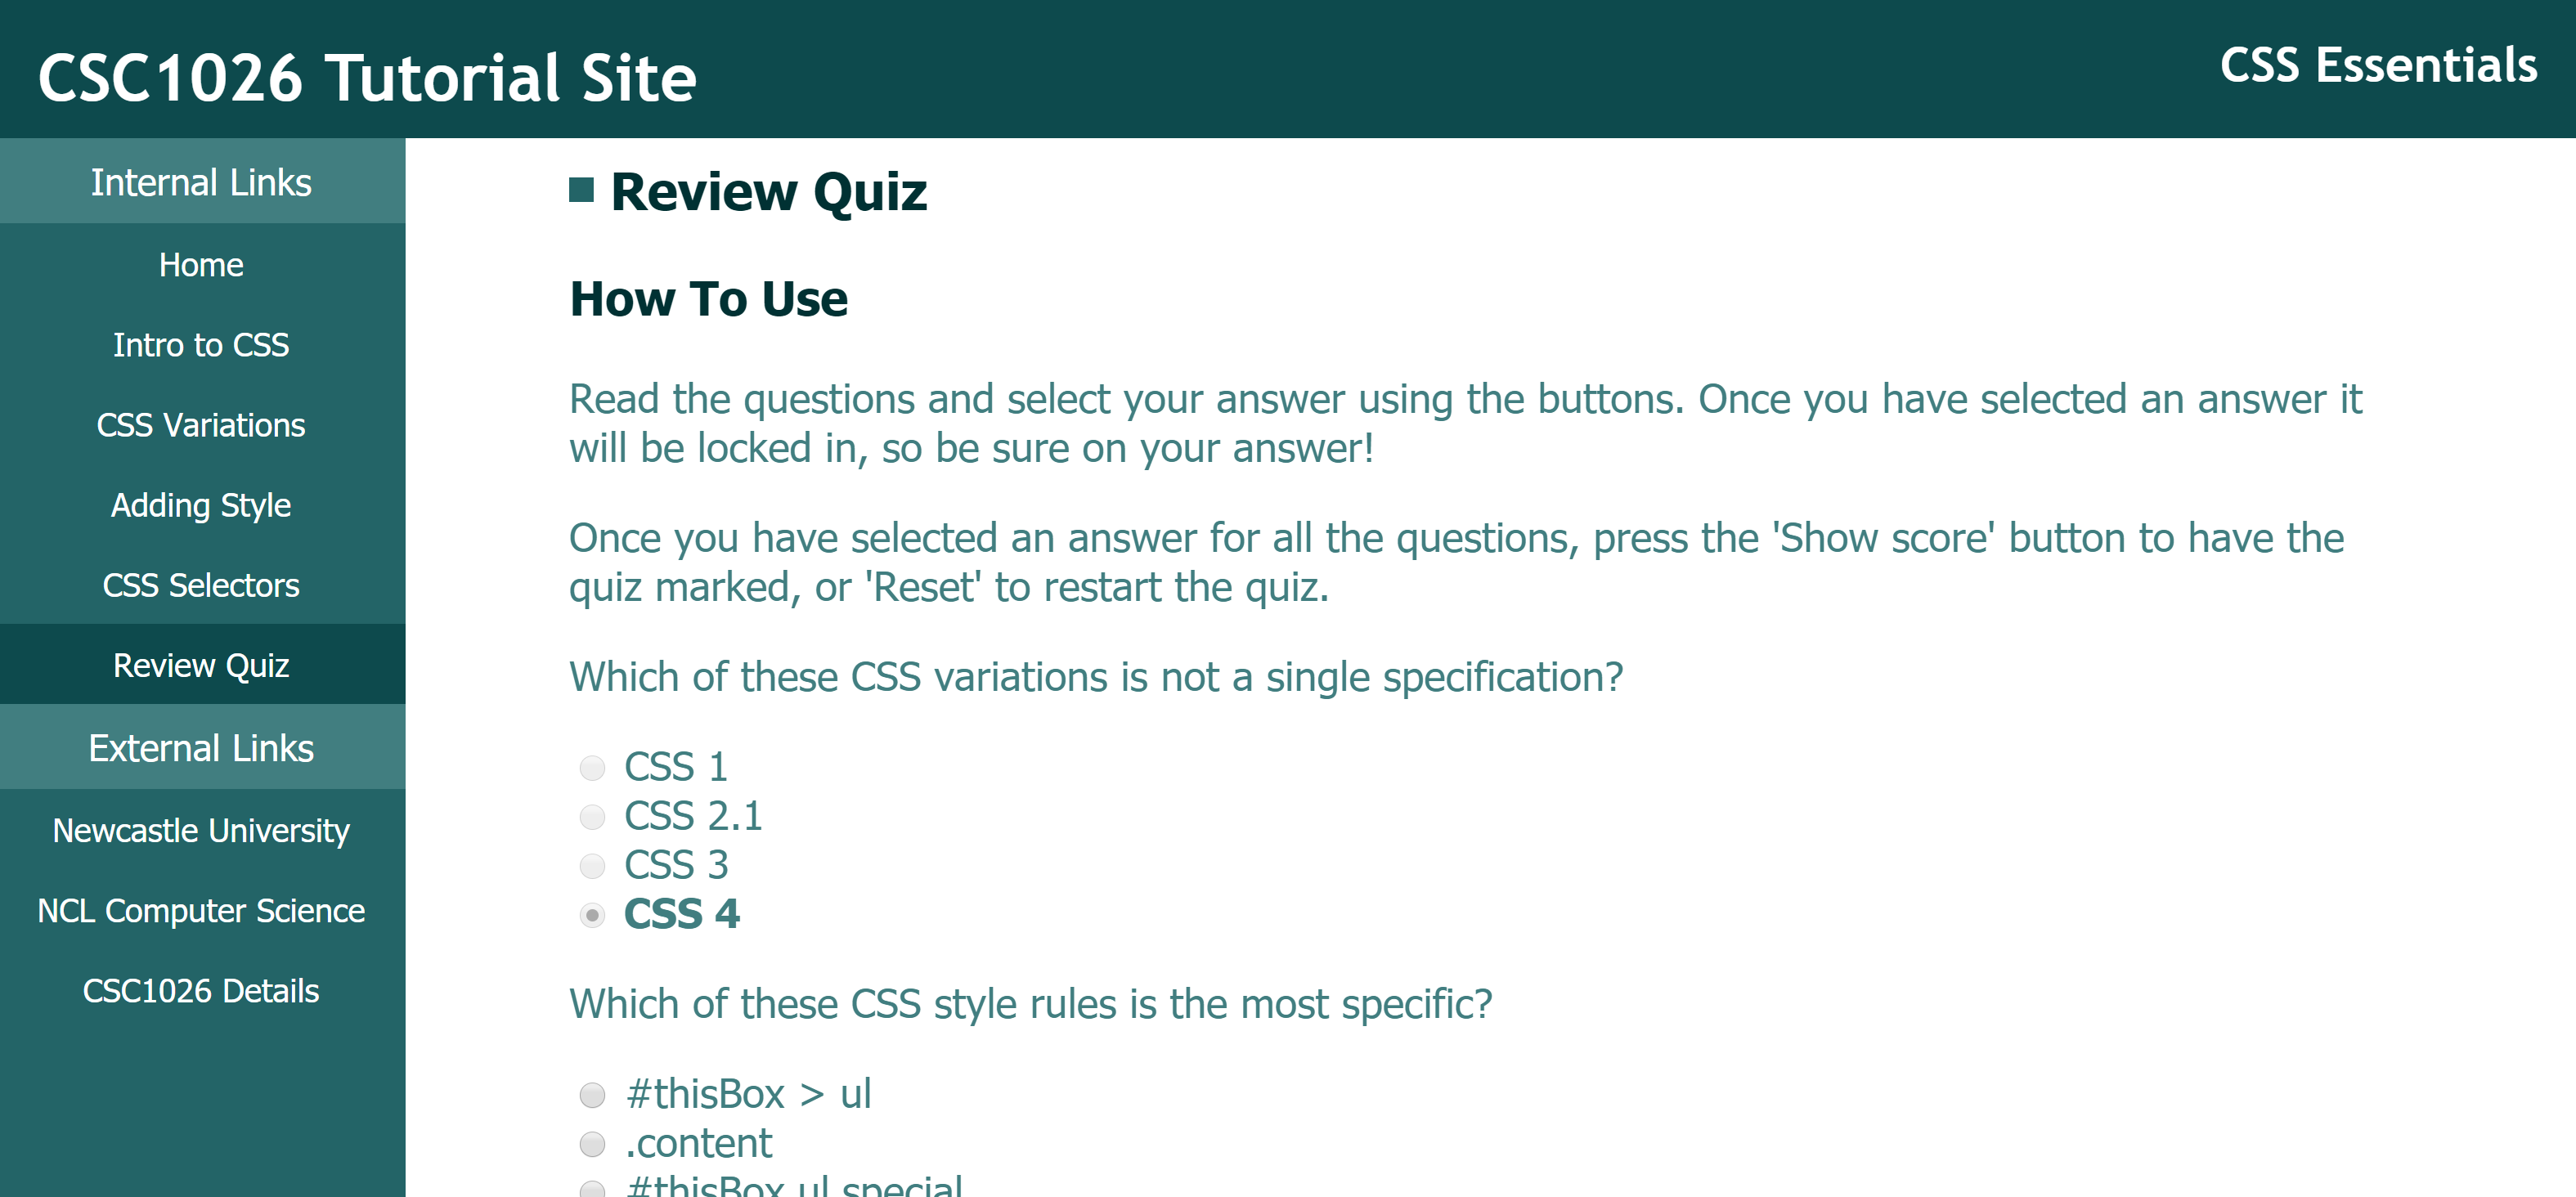 CSC1026 Tutorial Site
CSS Essentials
Internal Links
Home
Intro to CSS
CSS Variations
Adding Style
CSS Selectors
Review Quiz
External Links
Newcastle University
NCL Computer Science
CSC1026 Details
Review Quiz
How To Use
Read the questions and select your answer using the buttons. Once you have selected an answer it
will be locked in, so be sure on your answer!
Once you have selected an answer for all the questions, press the 'Show score' button to have the
quiz marked, or 'Reset' to restart the quiz.
Which of these CSS variations is not a single specification?
CSS 1
CSS 2.1
CSS 3
CSS 4
Which of these CSS style rules is the most specific?
#thisBox > ul
.content
#thisBox ul special